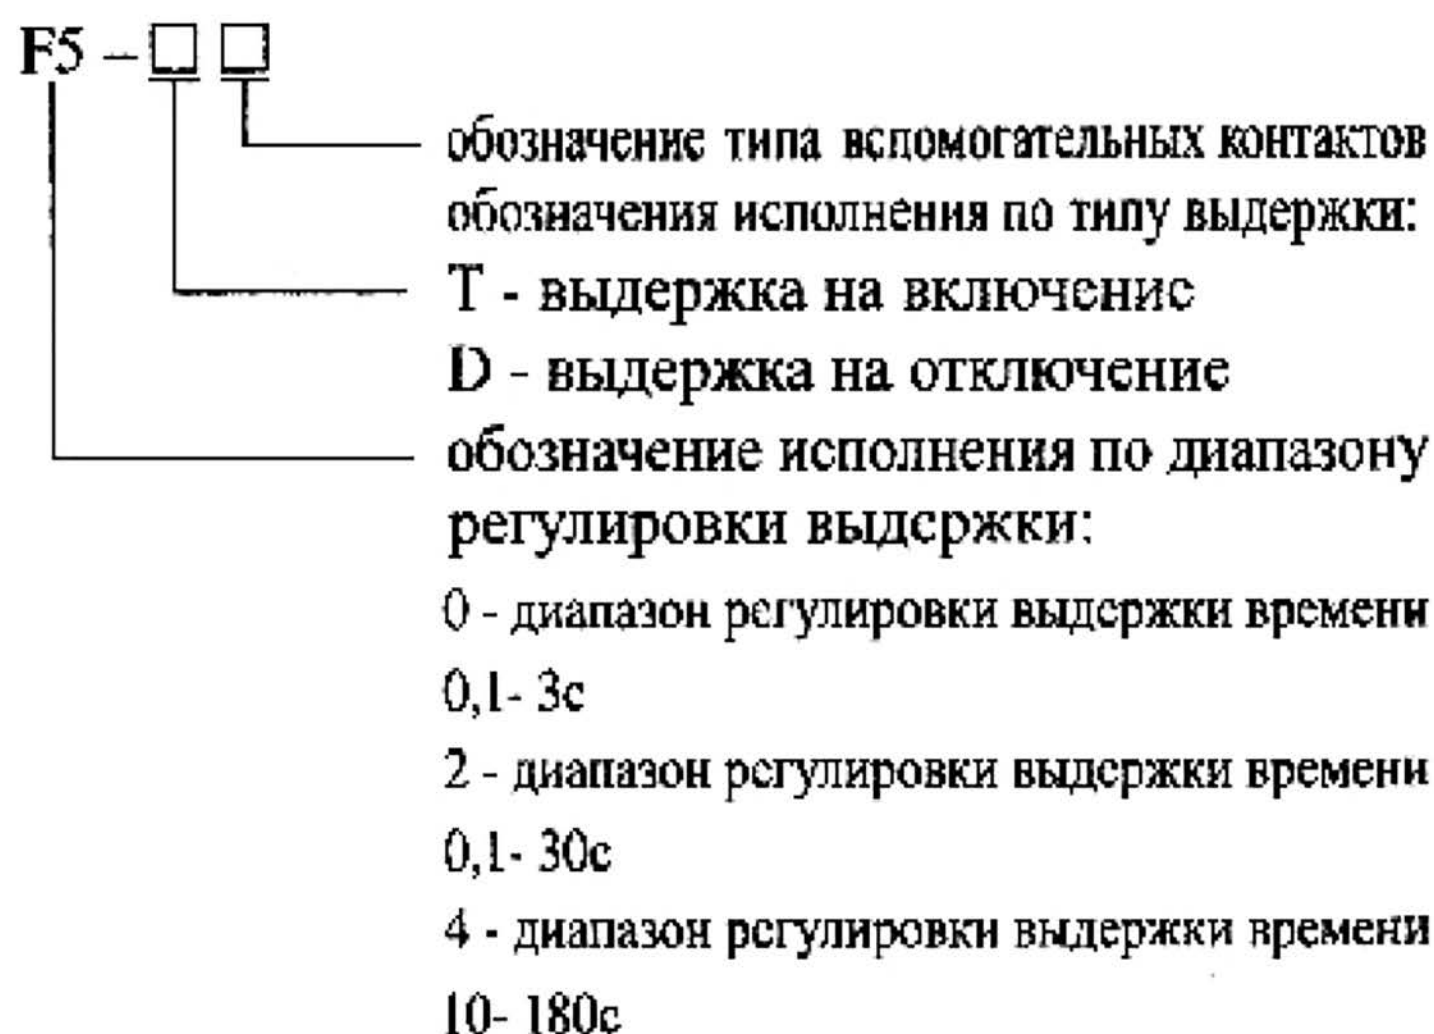 F5 – □ □
обозначение типа вспомогательных контактов
обозначения исполнения по типу выдержки:
T - выдержка на включение
D - выдержка на отключение
обозначение исполнения по диапазону
регулировки выдержки:
0 - диапазон регулировки выдержки времени
0,1- 3с
2 - диапазон регулировки выдержки времени
0,1- 30с
4 - диапазон регулировки выдержки времени
10- 180с